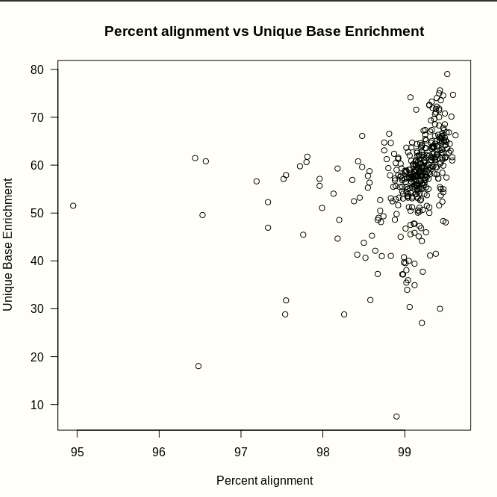 Percent alignment vs Unique Base Enrichment
80
70
60
50
40
30
20
10
Unique Base Enrichment
95 96 97 98 99
Percent alignment